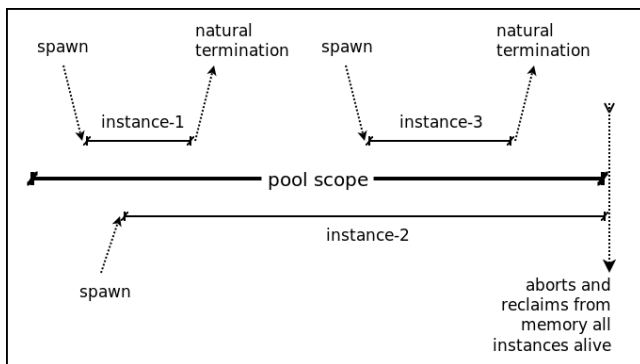 spawn
natural
termination
spawn
natural
termination
instance-1
instance-3
pool scope
instance-2
spawn
aborts and
reclaims from
memory all
instances alive